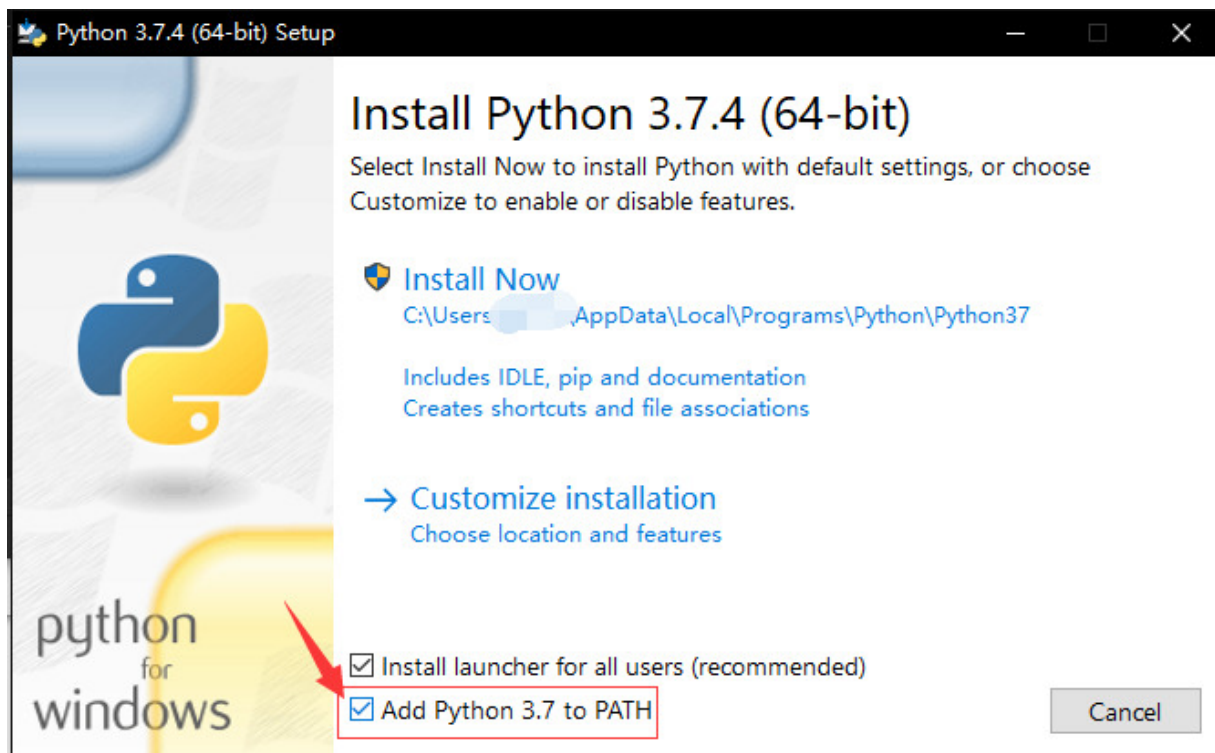 Python 3.7.4 (64-bit) Setup
Install Python 3.7.4 (64-bit)
Select Install Now to install Python with default settings, or choose
Customize to enable or disable features.
Install Now
C:\Users\AppData\Local\Programs\Python\Python37
Includes IDLE, pip and documentation
Creates shortcuts and file associations
Customize installation
Choose location and features
python
for
windows
Install launcher for all users (recommended)
Add Python 3.7 to PATH
Cancel